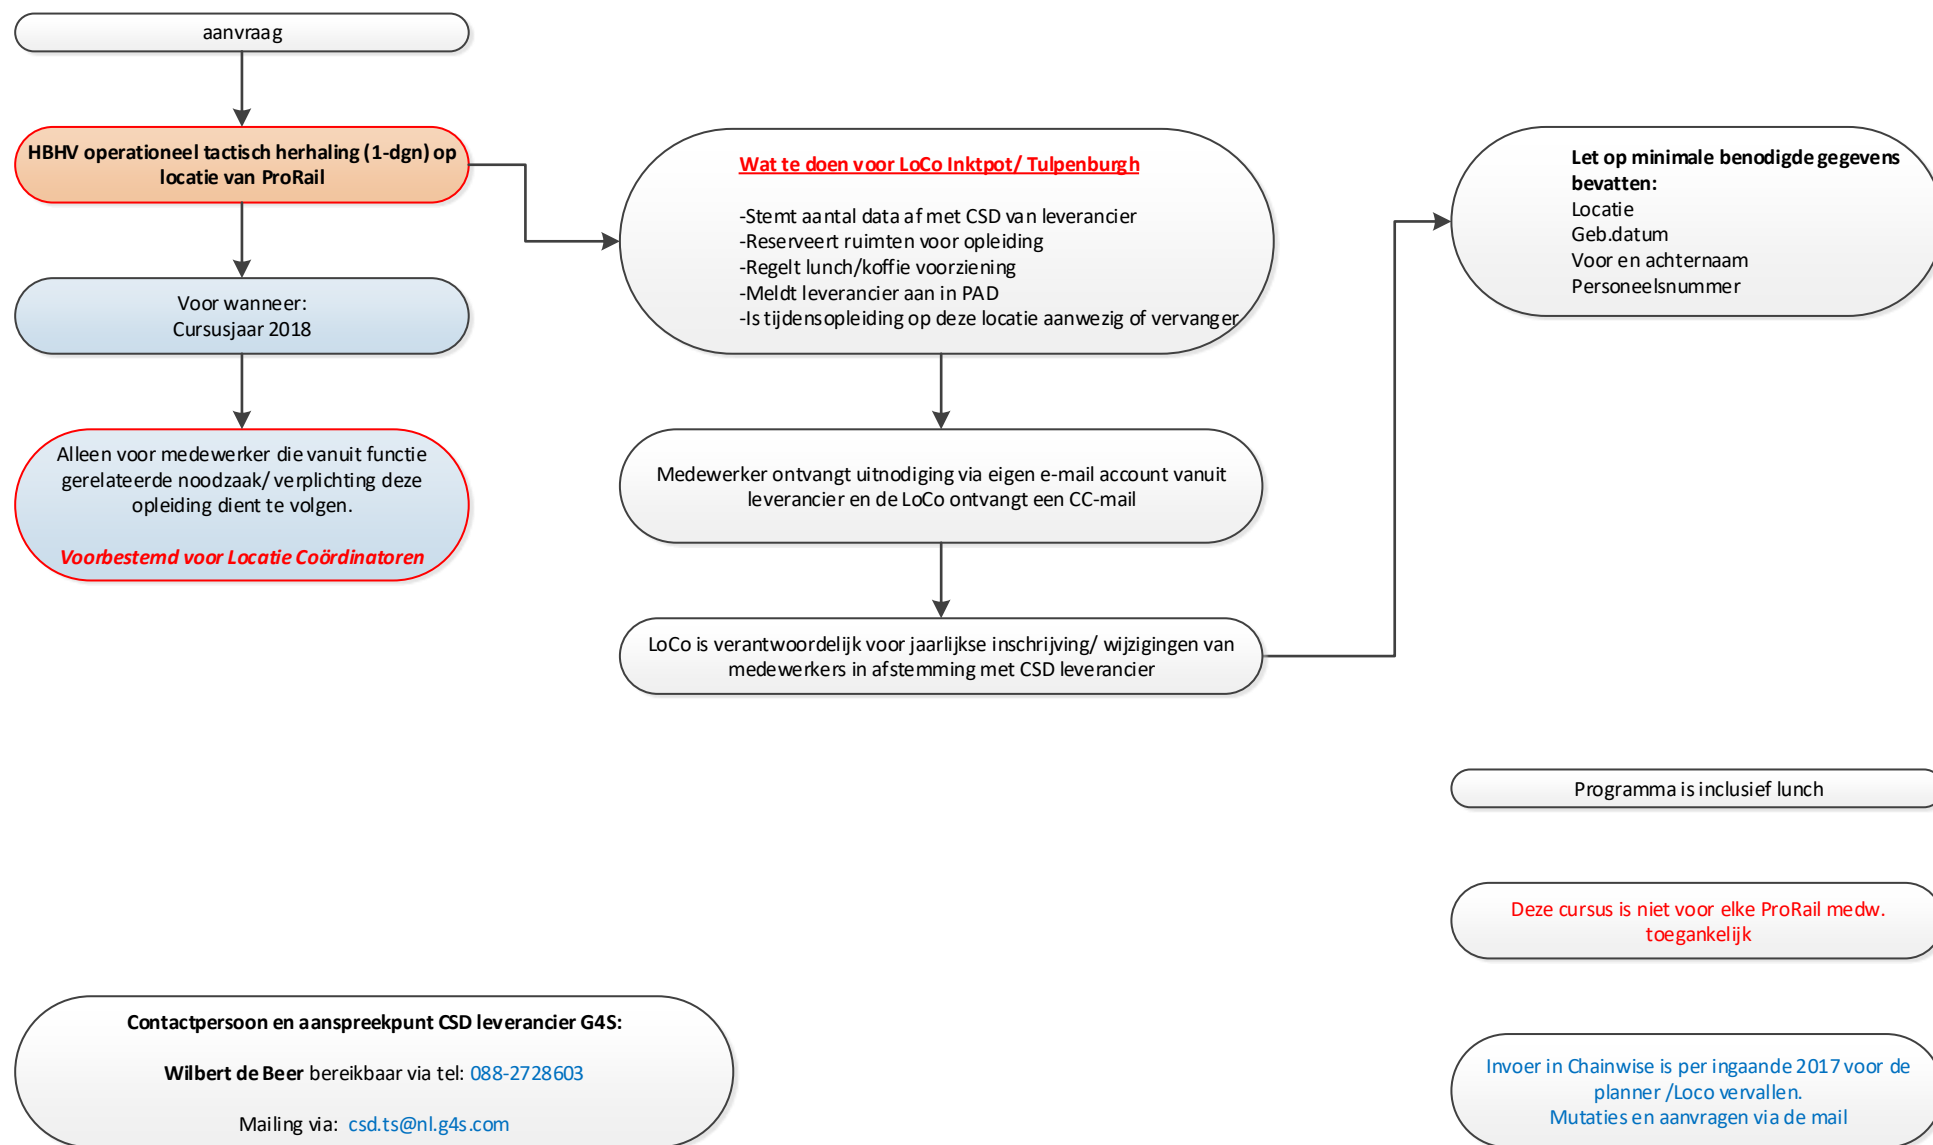 aanvraag
HBHV operationeel tactisch herhaling (1-dgn) op
locatie van ProRail
Voor wanneer:
Cursusjaar 2018
Alleen voor medewerker die vanuit functie
gerelateerde noodzaak/ verplichting deze
opleiding dient te volgen.
Voorbestemd voor Locatie Coördinatoren
Wat te doen voor LoCo Inktpot/ Tulpenburgh
-Stemt aantal data af met CSD van leverancier
-Reserveert ruimten voor opleiding
-Regelt lunch/koffie voorziening
-Meldt leverancier aan in PAD
-Is tijdensopleiding op deze locatie aanwezig of vervanger
Medewerker ontvangt uitnodiging via eigen e-mail account vanuit
leverancier en de LoCo ontvangt een CC-mail
LoCo is verantwoordelijk voor jaarlijkse inschrijving/ wijzigingen van
medewerkers in afstemming met CSD leverancier
Let op minimale benodigde gegevens
bevatten:
Locatie
Geb.datum
Voor en achternaam
Personeelsnummer
Programma is inclusief lunch
Deze cursus is niet voor elke ProRail medw.
toegankelijk
Invoer in Chainwise is per ingaande 2017 voor de
planner /Loco vervallen.
Mutaties en aanvragen via de mail
Contactpersoon en aanspreekpunt CSD leverancier G4S:
Wilbert de Beer bereikbaar via tel: 088-2728603
Mailing via: csd.ts@nl.g4s.com